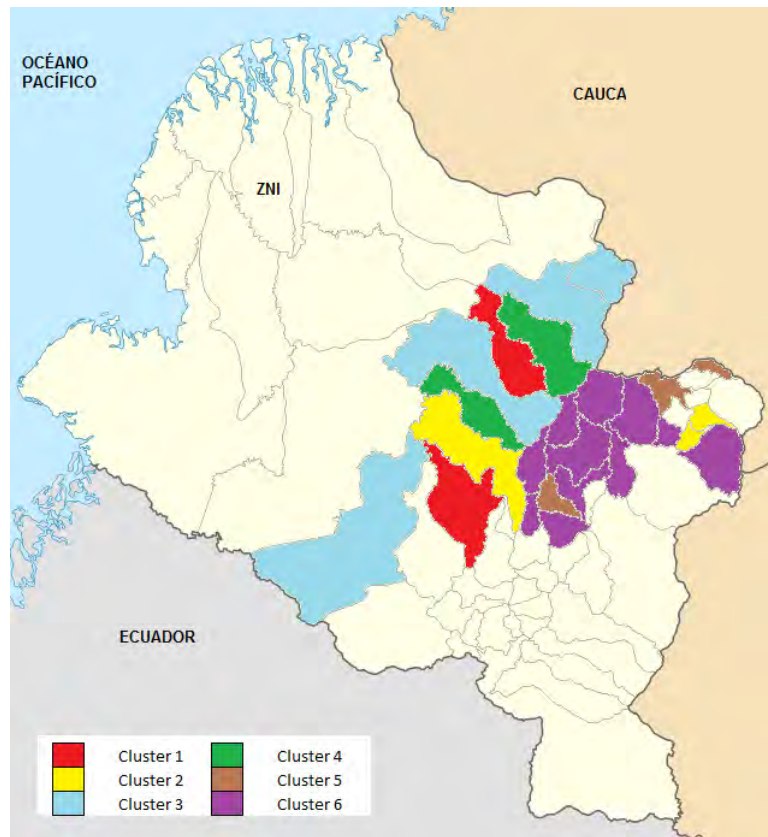 OCÉANO
PACÍFICO
CAUCA
ZNI
ECUADOR
Cluster 1
Cluster 4
Cluster 2
Cluster 5
Cluster 3
Cluster 6